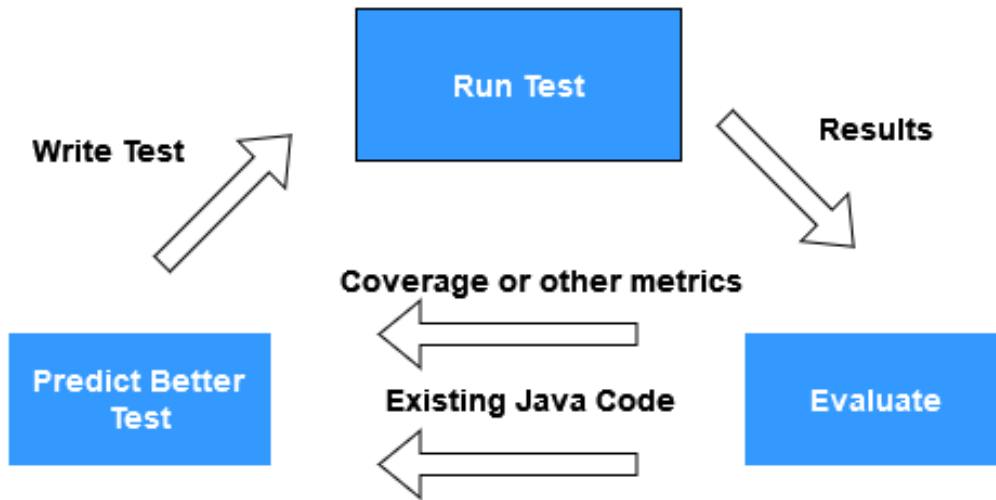 Run Test
Write Test
Results
Coverage or other metrics
Predict Better
Test
Existing Java Code
Evaluate